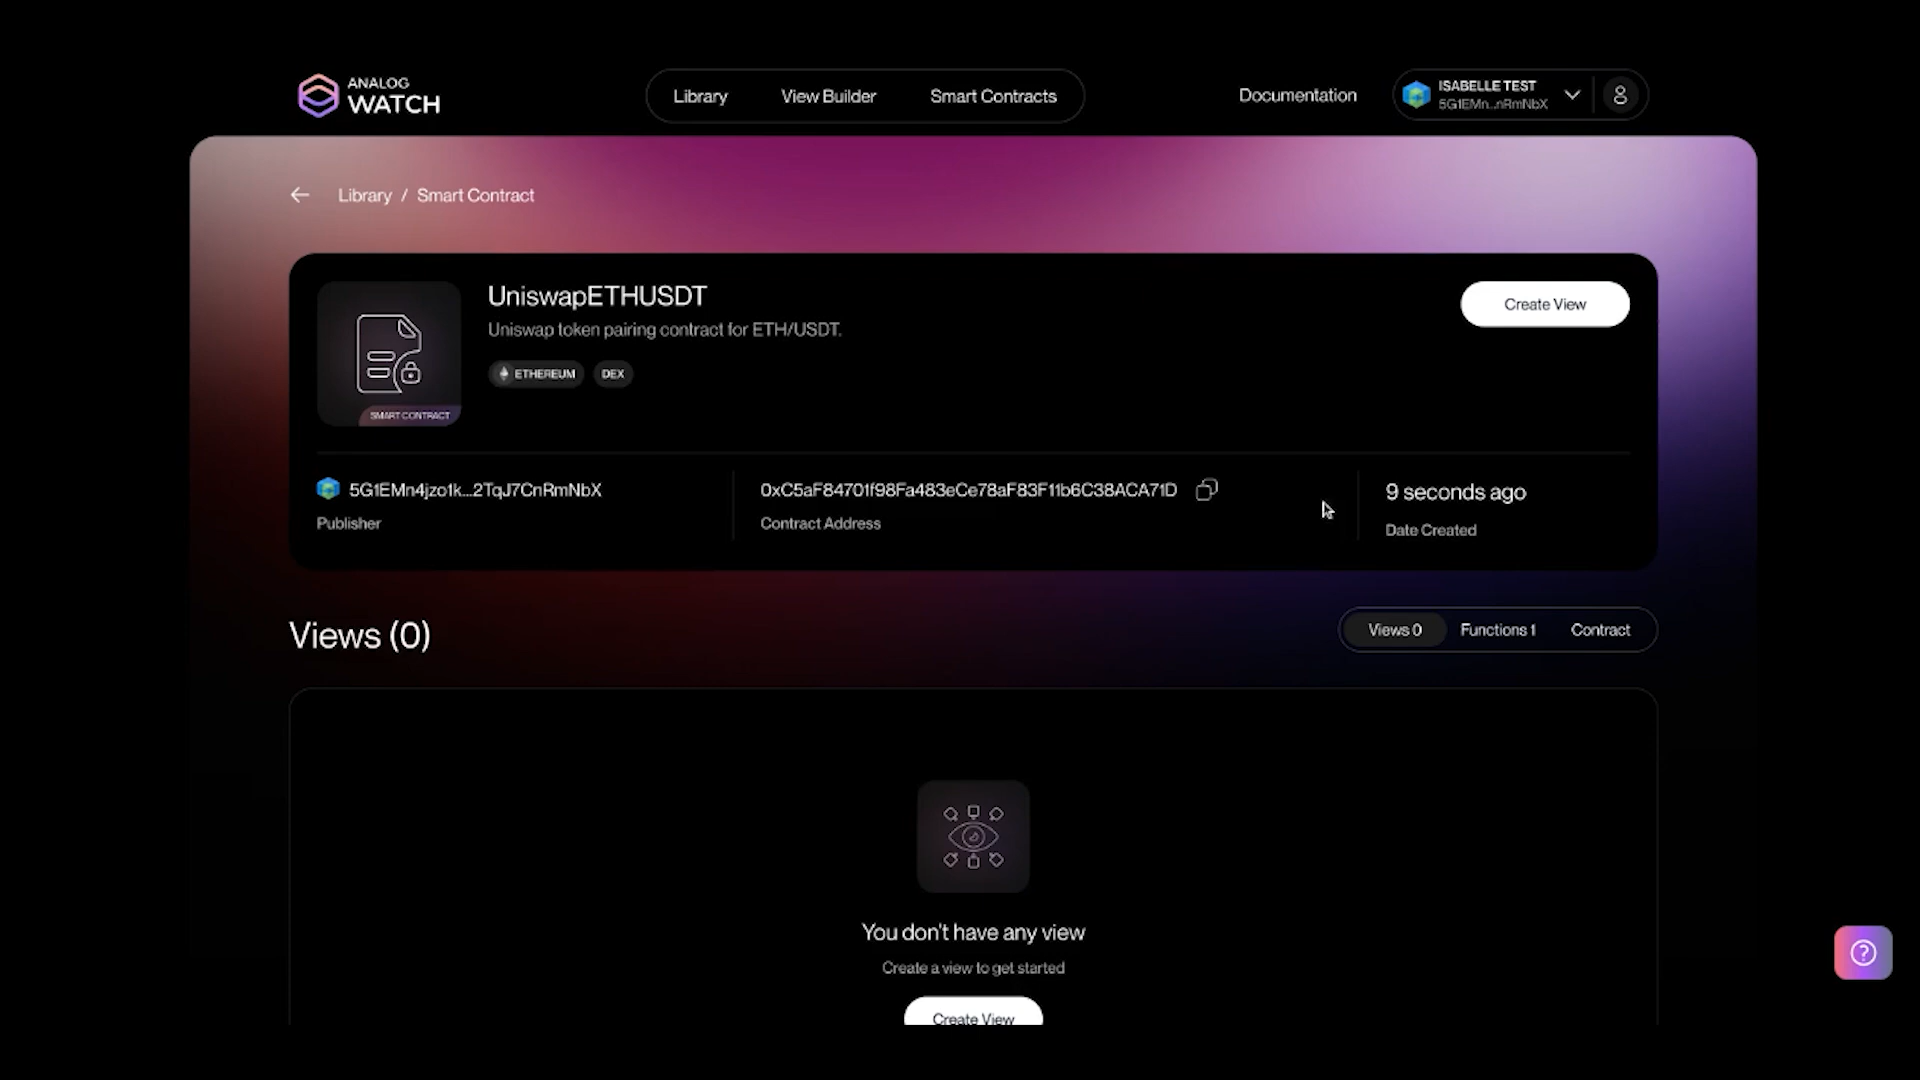 ANALOG
WATCH
Library
View Builder
Smart Contracts
Documentation
ISABELLE TEST
5G1EMn...nRmNbX
Library / Smart Contract
UniswapETHUSDT
Uniswap token pairing contract for ETH/USDT.
ETHEREUM
DEX
SMART CONTRACT
Create View
5G1EMn4jzo1k...2TqJ7CnRmNbX
Publisher
0xC5aF84701f98Fa483eCe78aF83F11b6C38ACA71D
Contract Address
9 seconds ago
Date Created
Views (0)
Views 0
Functions 1
Contract
You don't have any view
Create a view to get started
Create View